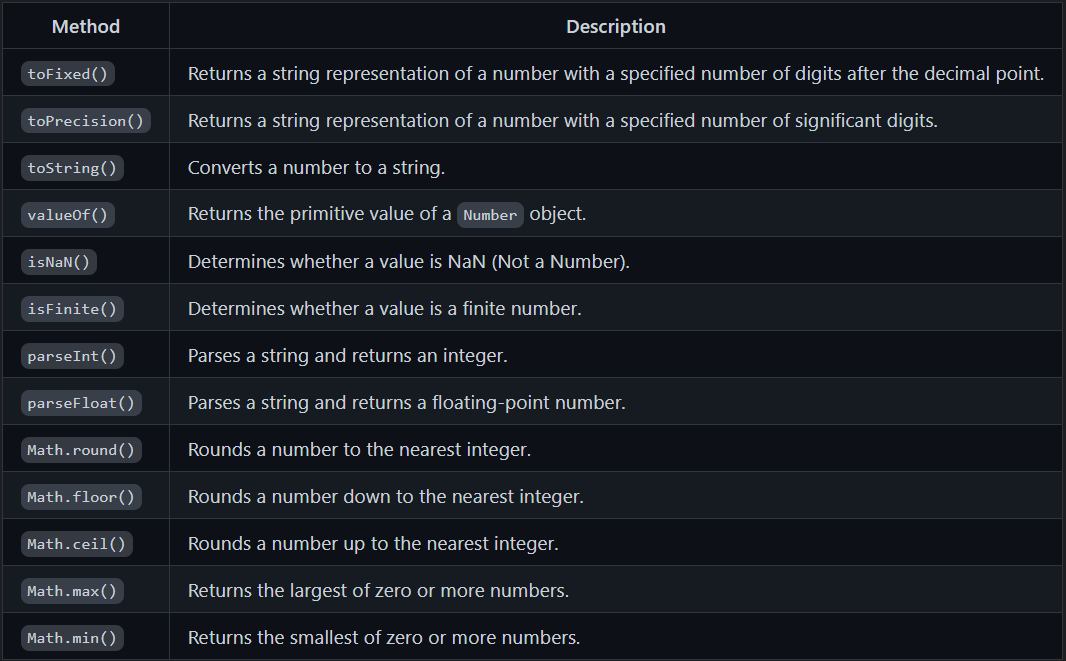 Method Description
toFixed() Returns a string representation of a number with a specified number of digits after the decimal point.
toPrecision() Returns a string representation of a number with a specified number of significant digits.
toString() Converts a number to a string.
valueOf() Returns the primitive value of a Number object.
isNaN() Determines whether a value is NaN (Not a Number).
isFinite() Determines whether a value is a finite number.
parseInt() Parses a string and returns an integer.
parseFloat() Parses a string and returns a floating-point number.
Math.round() Rounds a number to the nearest integer.
Math.floor() Rounds a number down to the nearest integer.
Math.ceil() Rounds a number up to the nearest integer.
Math.max() Returns the largest of zero or more numbers.
Math.min() Returns the smallest of zero or more numbers.